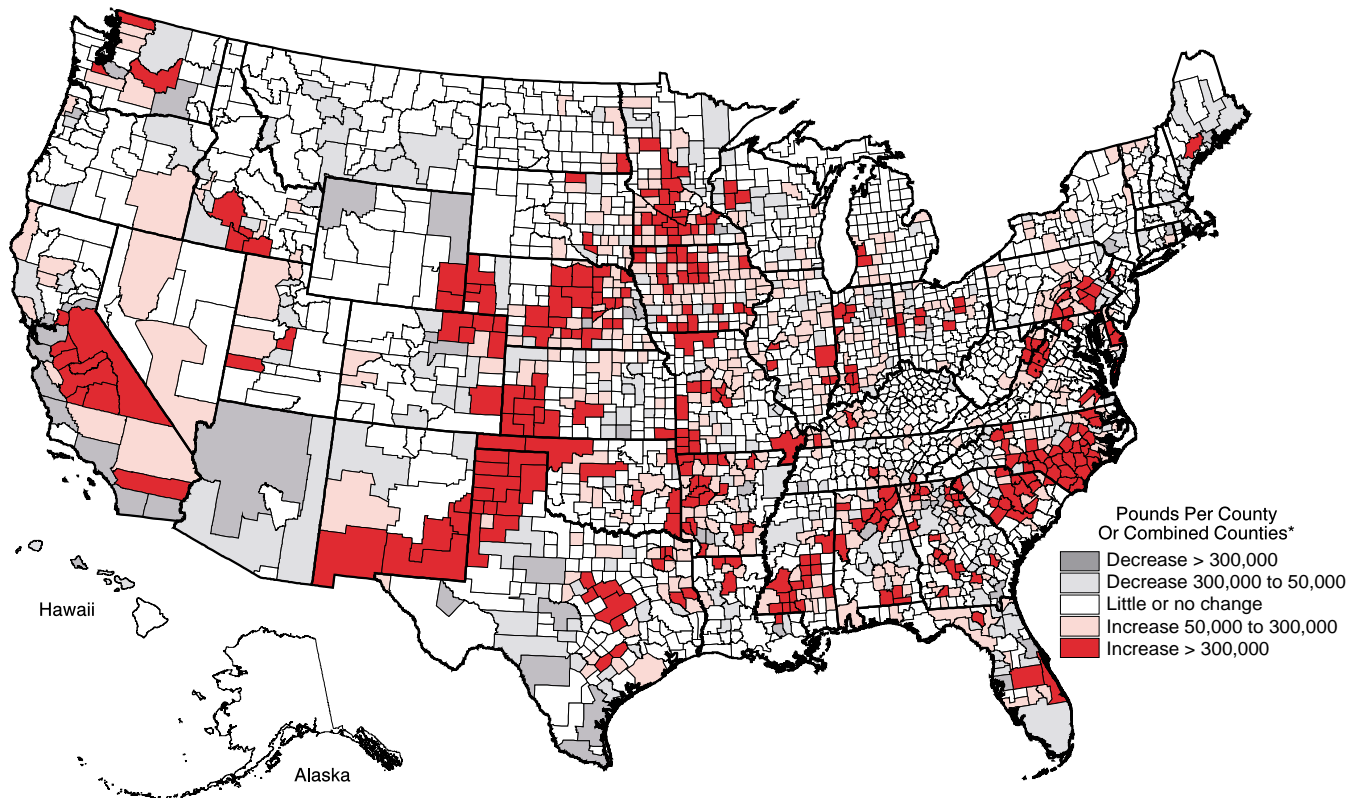 Pounds Per County
Or Combined Counties*
Decrease > 300,000
Decrease 300,000 to 50,000
Little or no change
Increase 50,000 to 300,000
Increase > 300,000
Hawaii
Alaska